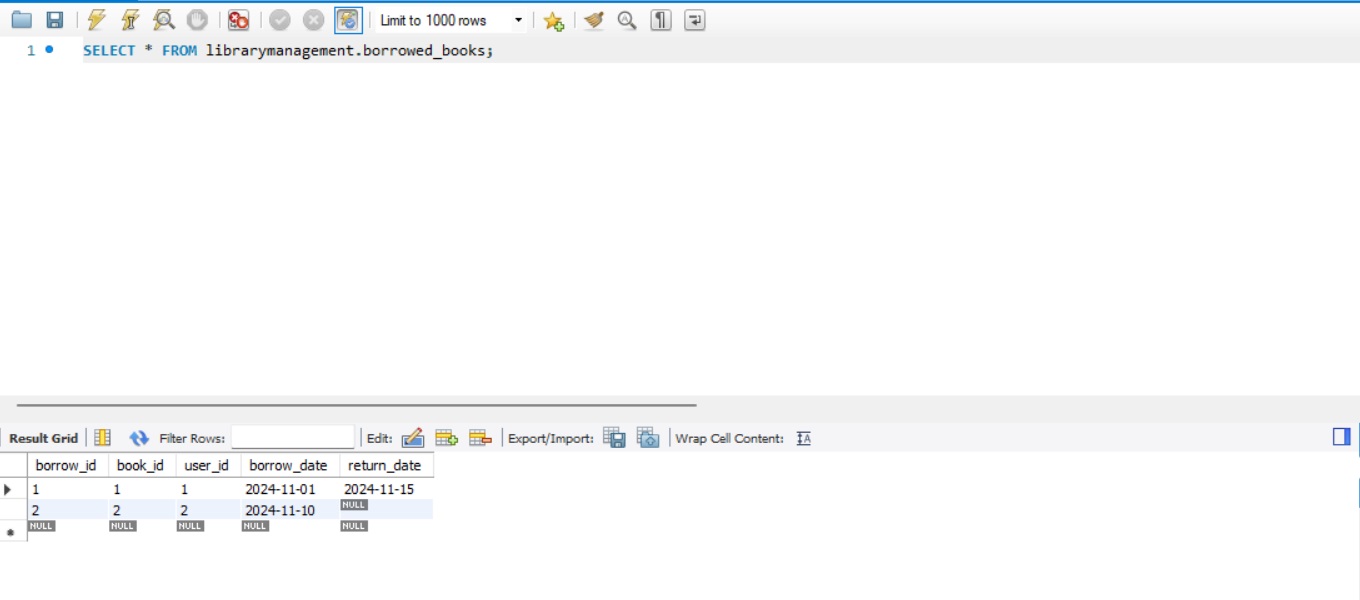 Limit to 1000 rows
1 SELECT * FROM librarymanagement.borrowed_books;
Result Grid Filter Rows: Edit: Export/Import: Wrap Cell Content: IA
borrow_id book_id user_id borrow_date return_date
1 1 1 2024-11-01 2024-11-15
2 2 2 2024-11-10 NULL
NULL NULL NULL NULL NULL